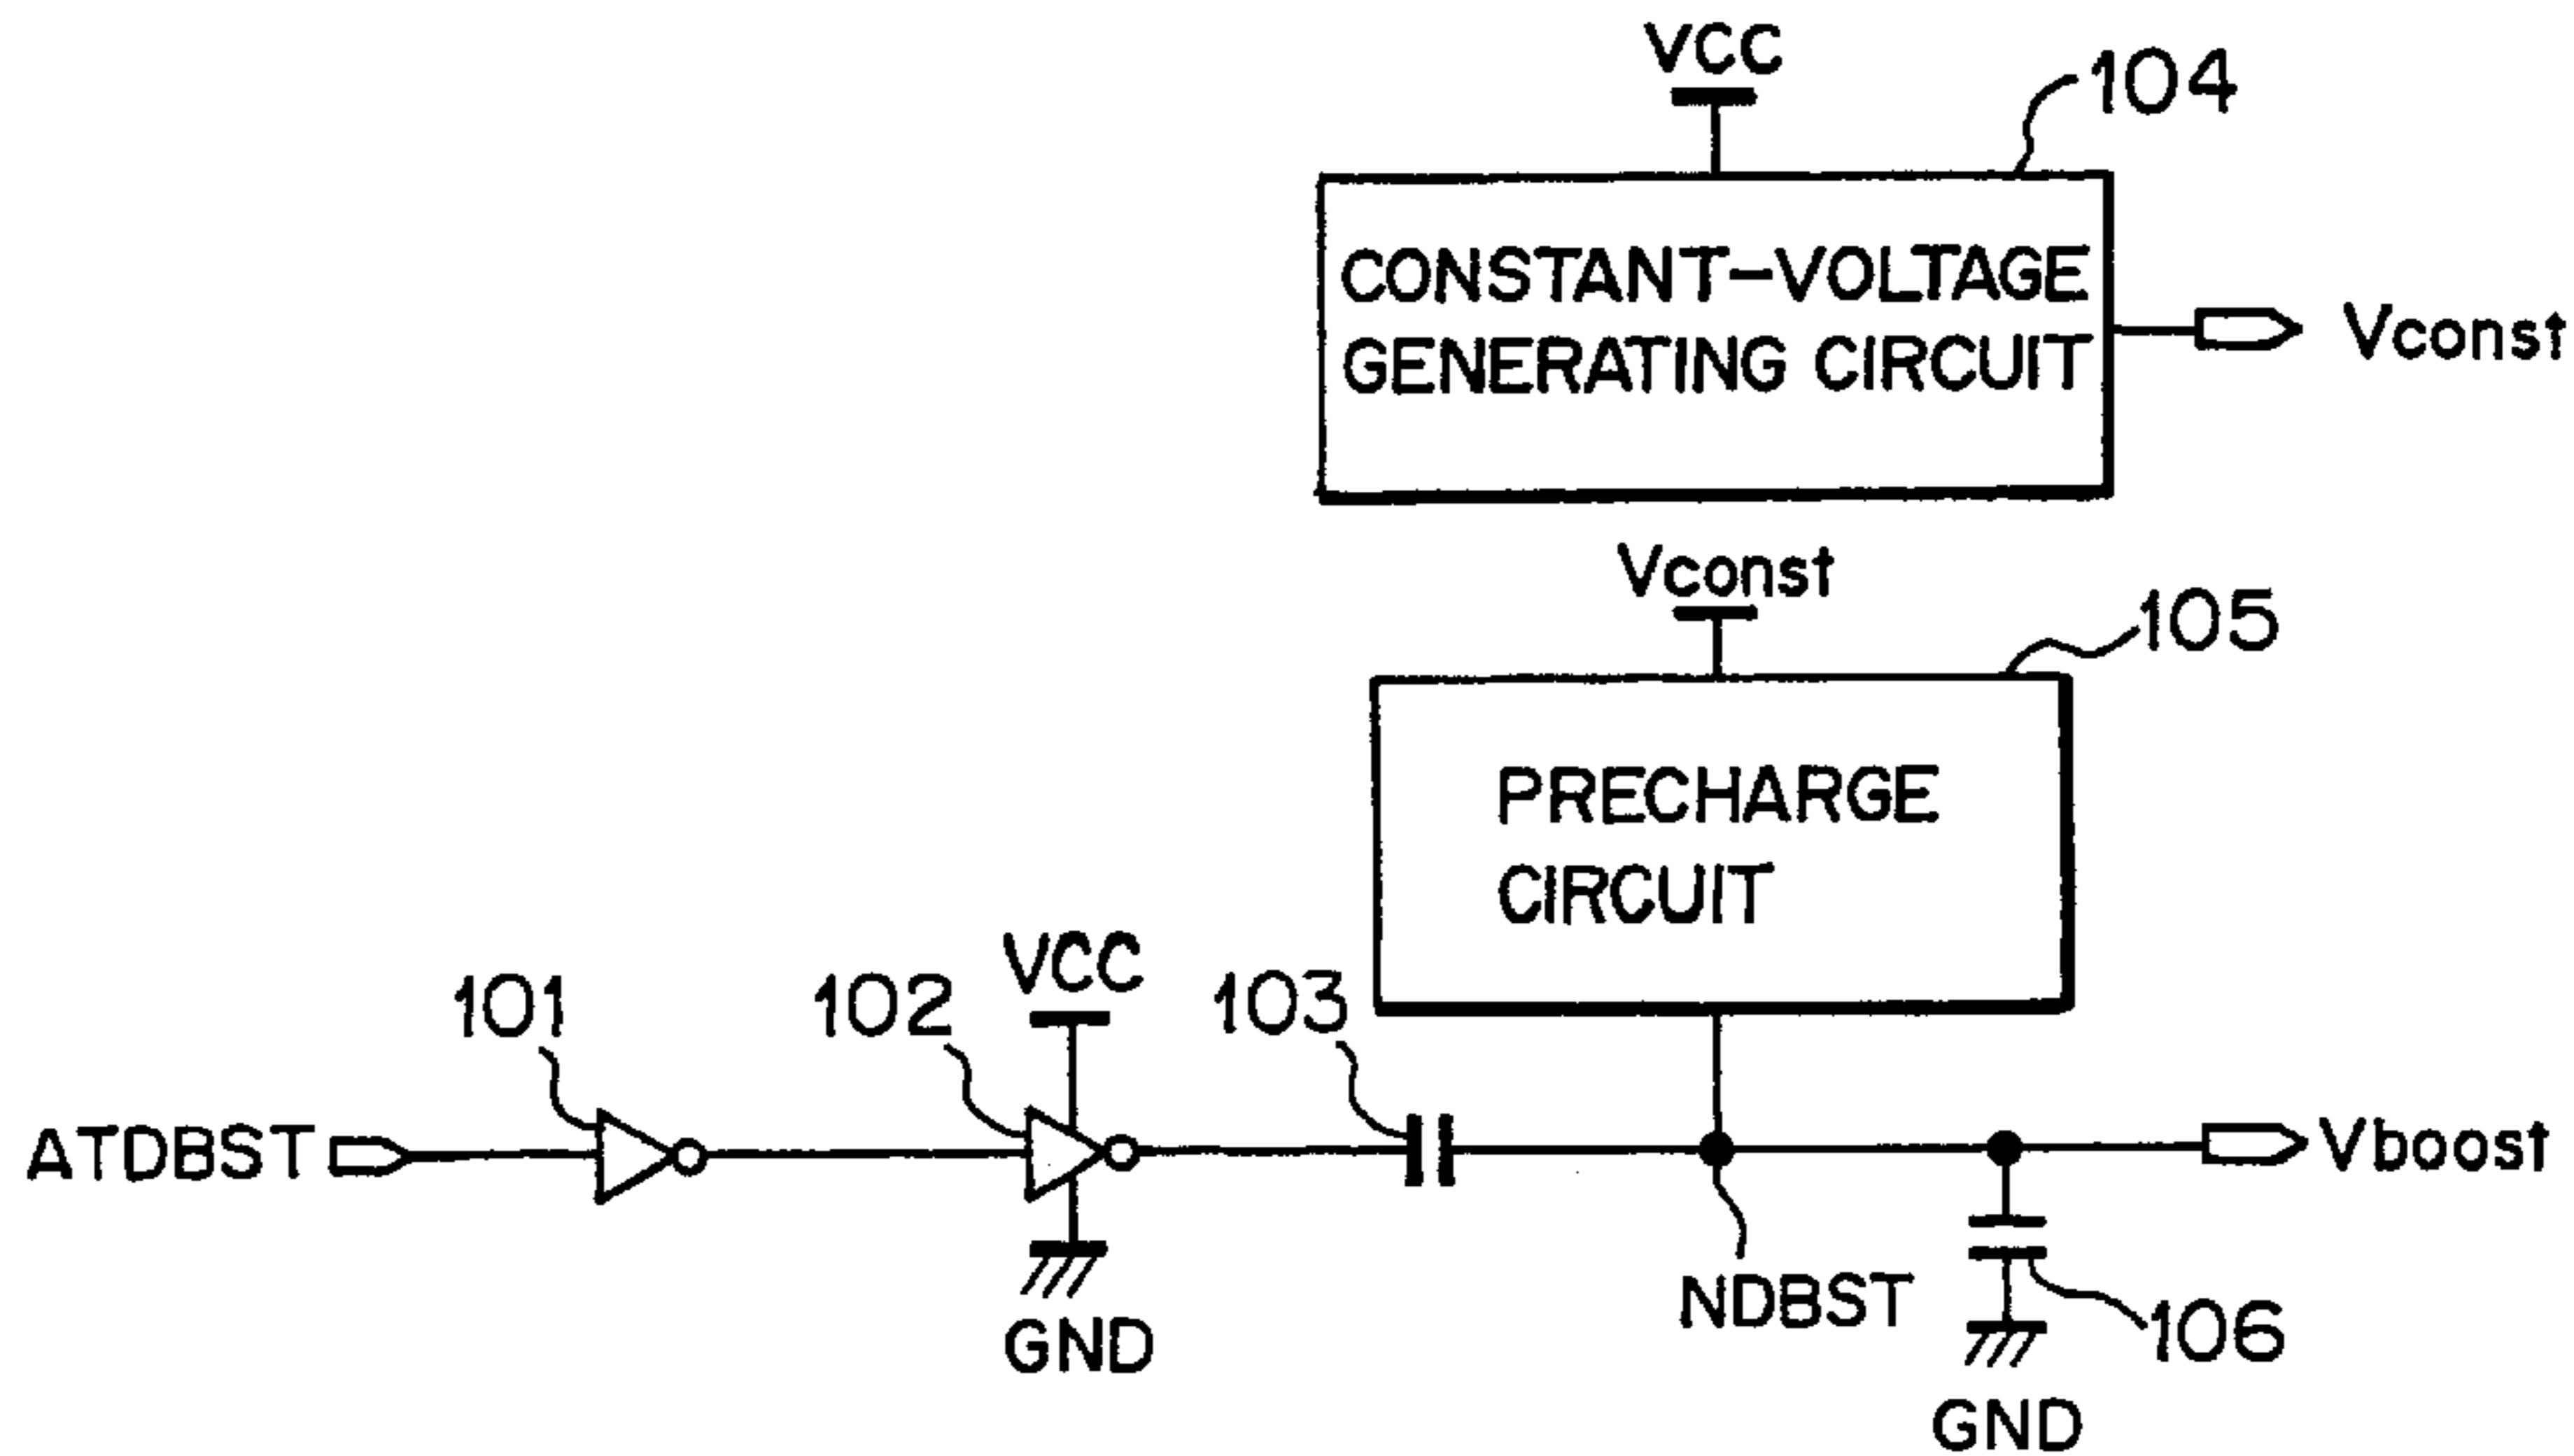 VCC
104
CONSTANT-VOLTAGE
GENERATING CIRCUIT
Vconst
Vconst
105
PRECHARGE
CIRCUIT
VCC
101
102
103
ATDBST
Vboost
NDBST
106
GND
GND